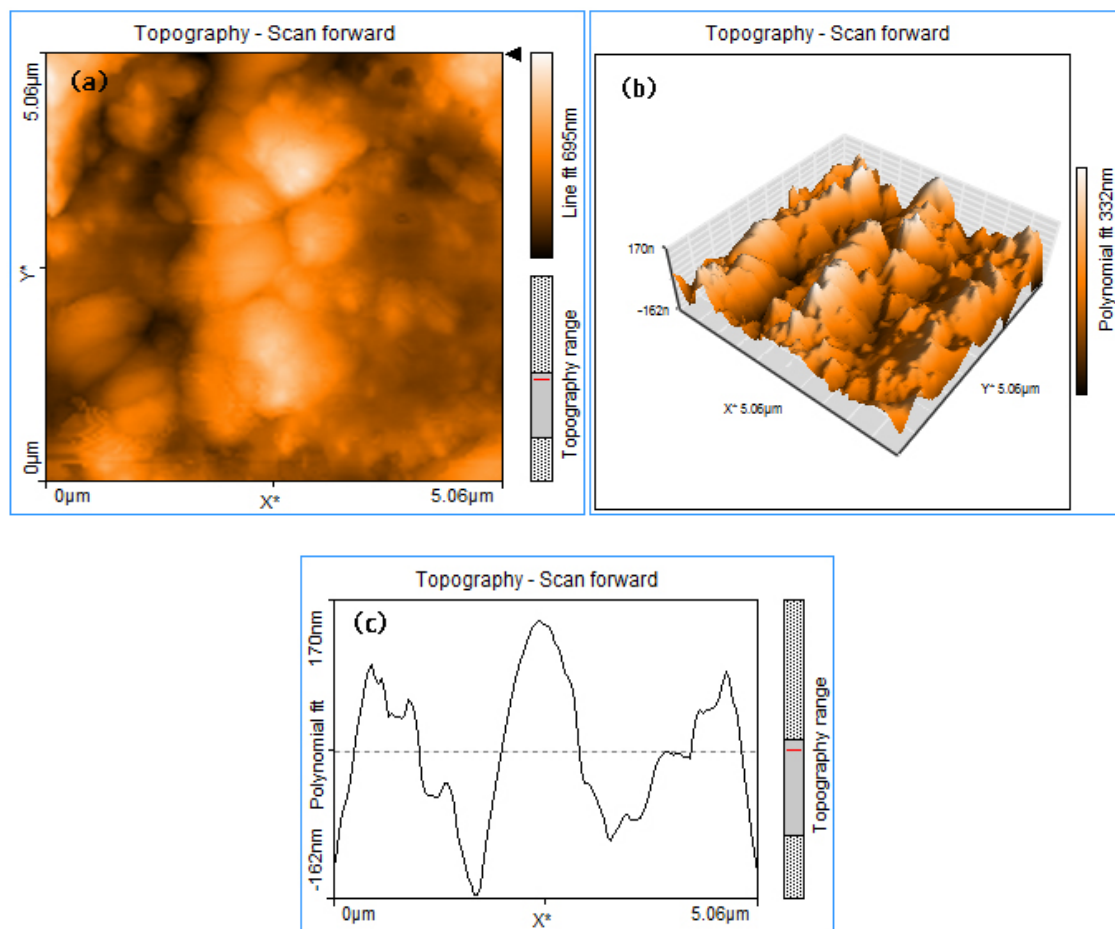 Topography - Scan forward
(a)
5.06µm
Y*
0µm
0µm
X*
5.06µm
Line fit 695nm
Topography range
Topography - Scan forward
(b)
170n
-162n
X* 5.06µm
Y* 5.06µm
Polynomial fit 332nm
Topography - Scan forward
(c)
170nm
Polynomial fit
-162nm
0µm
X*
5.06µm
Topography range